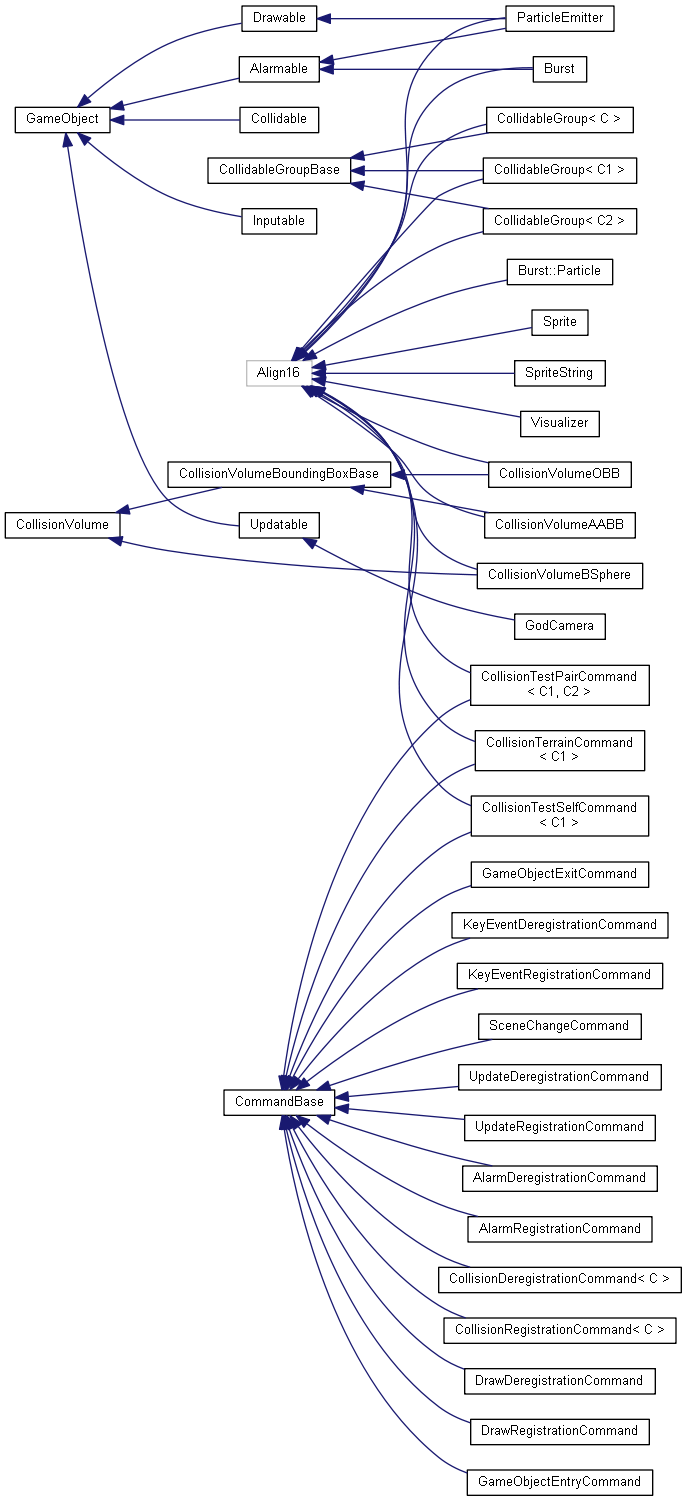 Drawable
ParticleEmitter
Alarmable
Burst
GameObject
Collidable
CollidableGroup< C >
CollidableGroupBase
CollidableGroup< C1 >
Inputable
CollidableGroup< C2 >
Burst::Particle
Sprite
Align16
SpriteString
Visualizer
CollisionVolumeBoundingBoxBase
CollisionVolumeOBB
CollisionVolume
Updatable
CollisionVolumeAABB
CollisionVolumeBSphere
GodCamera
CollisionTestPairCommand
< C1, C2 >
CollisionTerrainCommand
< C1 >
CollisionTestSelfCommand
< C1 >
GameObjectExitCommand
KeyEventDeregistrationCommand
KeyEventRegistrationCommand
SceneChangeCommand
UpdateDeregistrationCommand
CommandBase
UpdateRegistrationCommand
AlarmDeregistrationCommand
AlarmRegistrationCommand
CollisionDeregistrationCommand< C >
CollisionRegistrationCommand< C >
DrawDeregistrationCommand
DrawRegistrationCommand
GameObjectEntryCommand